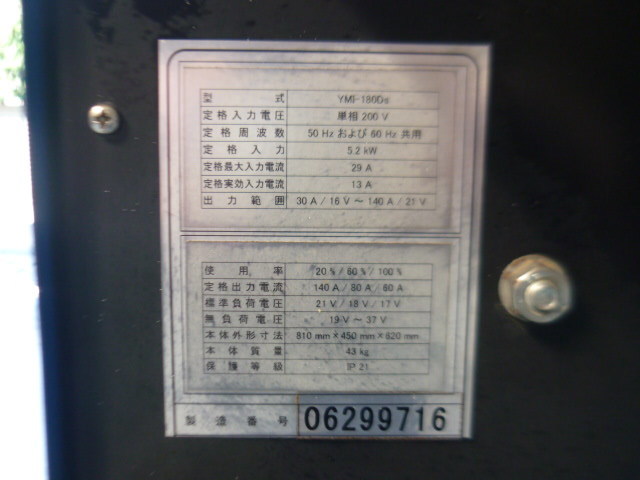 型式 YMI-180Ds
定格入力電圧 単相 200 V
定格周波数 50 Hz および 60 Hz 共用
定格入力 5.2 kW
定格最大入力電流 29 A
定格実効入力電流 13 A
出力範囲 30 A / 16 V ～ 140 A / 21 V
使用率 20 % / 60 % / 100 %
定格出力電流 140 A / 80 A / 60 A
標準負荷電圧 21 V / 18 V / 17 V
無負荷電圧 19 V ～ 37 V
本体外形寸法 810 mm × 450 mm × 620 mm
本体質量 43 kg
保護等級 IP 21
製造番号 06299716